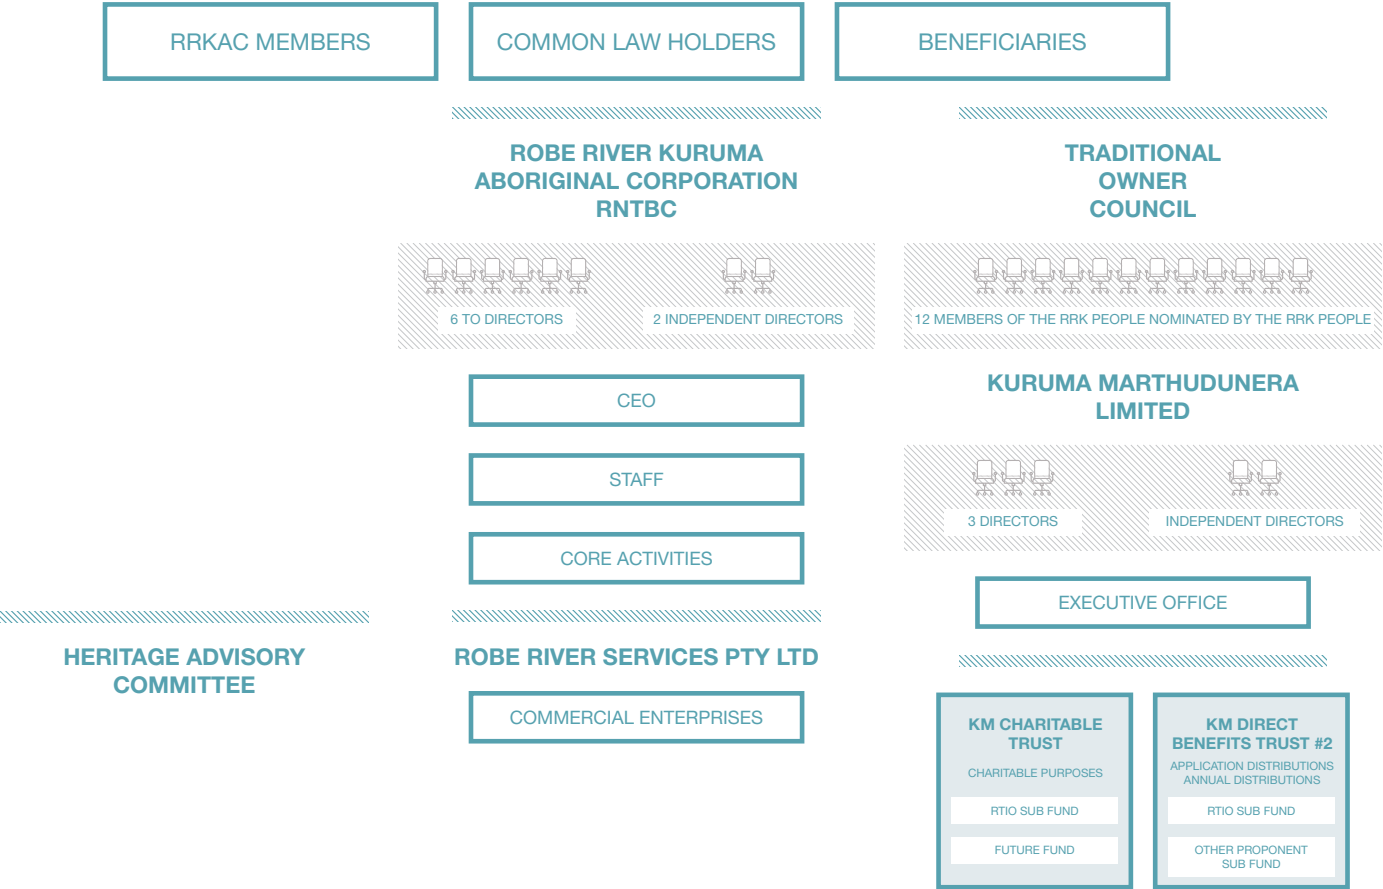 RRKAC MEMBERS
COMMON LAW HOLDERS
BENEFICIARIES
ROBE RIVER KURUMA
ABORIGINAL CORPORATION
RNTBC
6 TO DIRECTORS
2 INDEPENDENT DIRECTORS
CEO
STAFF
CORE ACTIVITIES
HERITAGE ADVISORY
COMMITTEE
ROBE RIVER SERVICES PTY LTD
COMMERCIAL ENTERPRISES
TRADITIONAL
OWNER
COUNCIL
12 MEMBERS OF THE RRK PEOPLE NOMINATED BY THE RRK PEOPLE
KURUMA MARTHUDUNERA
LIMITED
3 DIRECTORS
INDEPENDENT DIRECTORS
EXECUTIVE OFFICE
KM CHARITABLE
TRUST
CHARITABLE PURPOSES
RTIO SUB FUND
FUTURE FUND
KM DIRECT
BENEFITS TRUST #2
APPLICATION DISTRIBUTIONS
ANNUAL DISTRIBUTIONS
RTIO SUB FUND
OTHER PROPONENT
SUB FUND